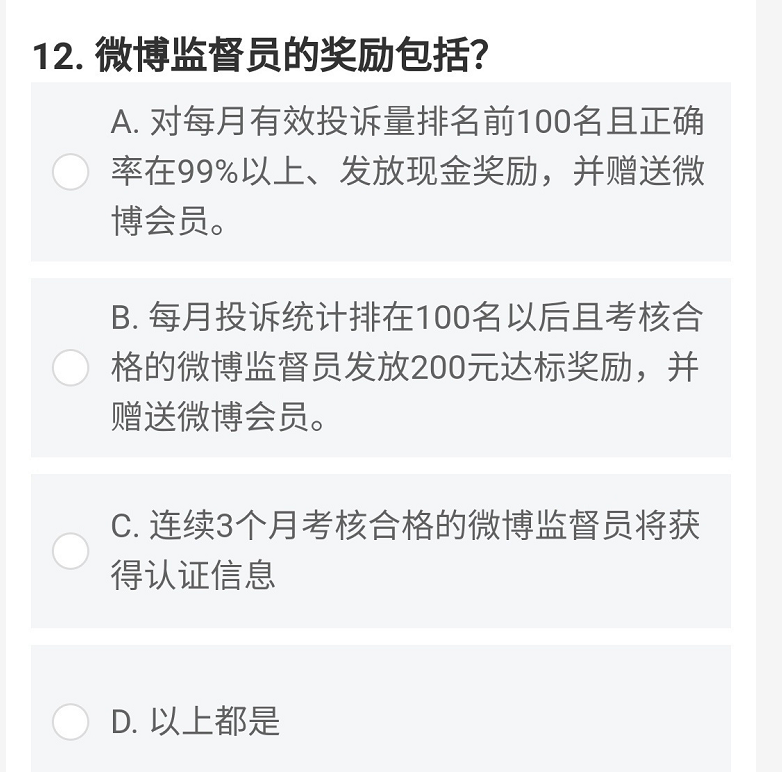 12. 微博监督员的奖励包括？
A. 对每月有效投诉量排名前100名且正确
率在99%以上、发放现金奖励，并赠送微
博会员。
B. 每月投诉统计排在100名以后且考核合
格的微博监督员发放200元达标奖励，并
赠送微博会员。
C. 连续3个月考核合格的微博监督员将获
得认证信息
D. 以上都是